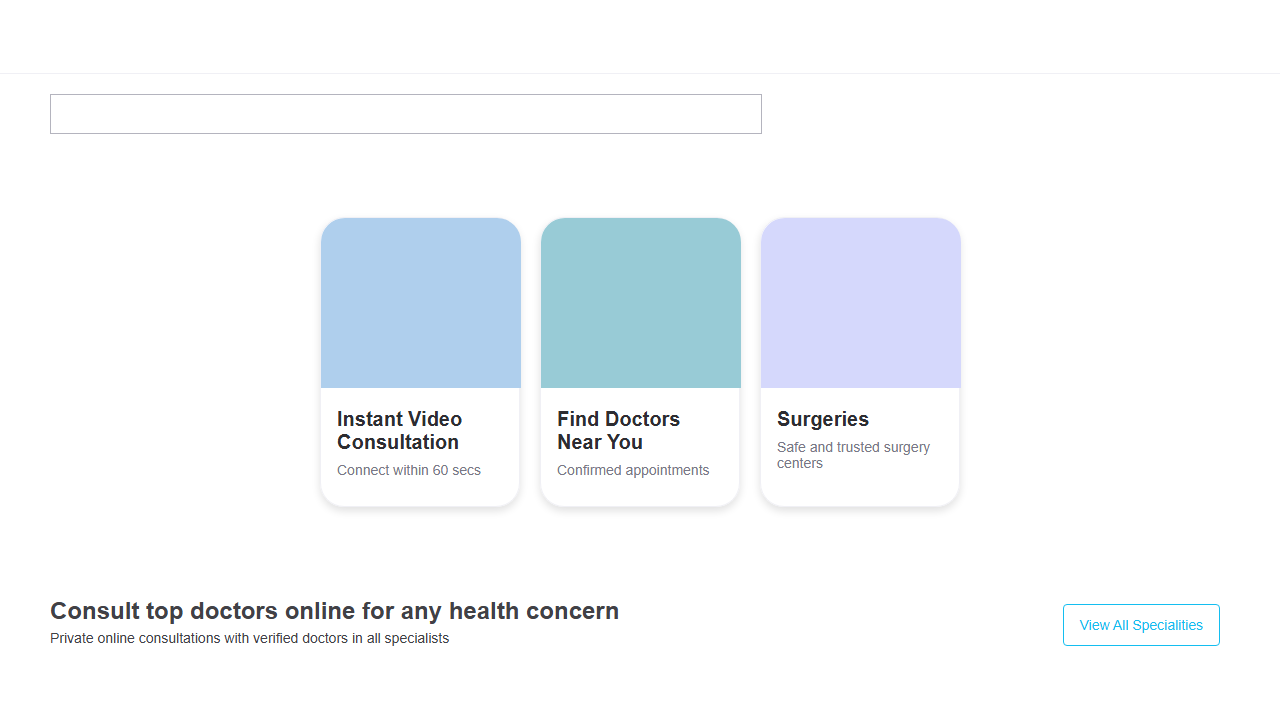 Instant Video
Consultation
Connect within 60 secs
Find Doctors
Near You
Confirmed appointments
Surgeries
Safe and trusted surgery
centers
Consult top doctors online for any health concern
Private online consultations with verified doctors in all specialists
View All Specialities